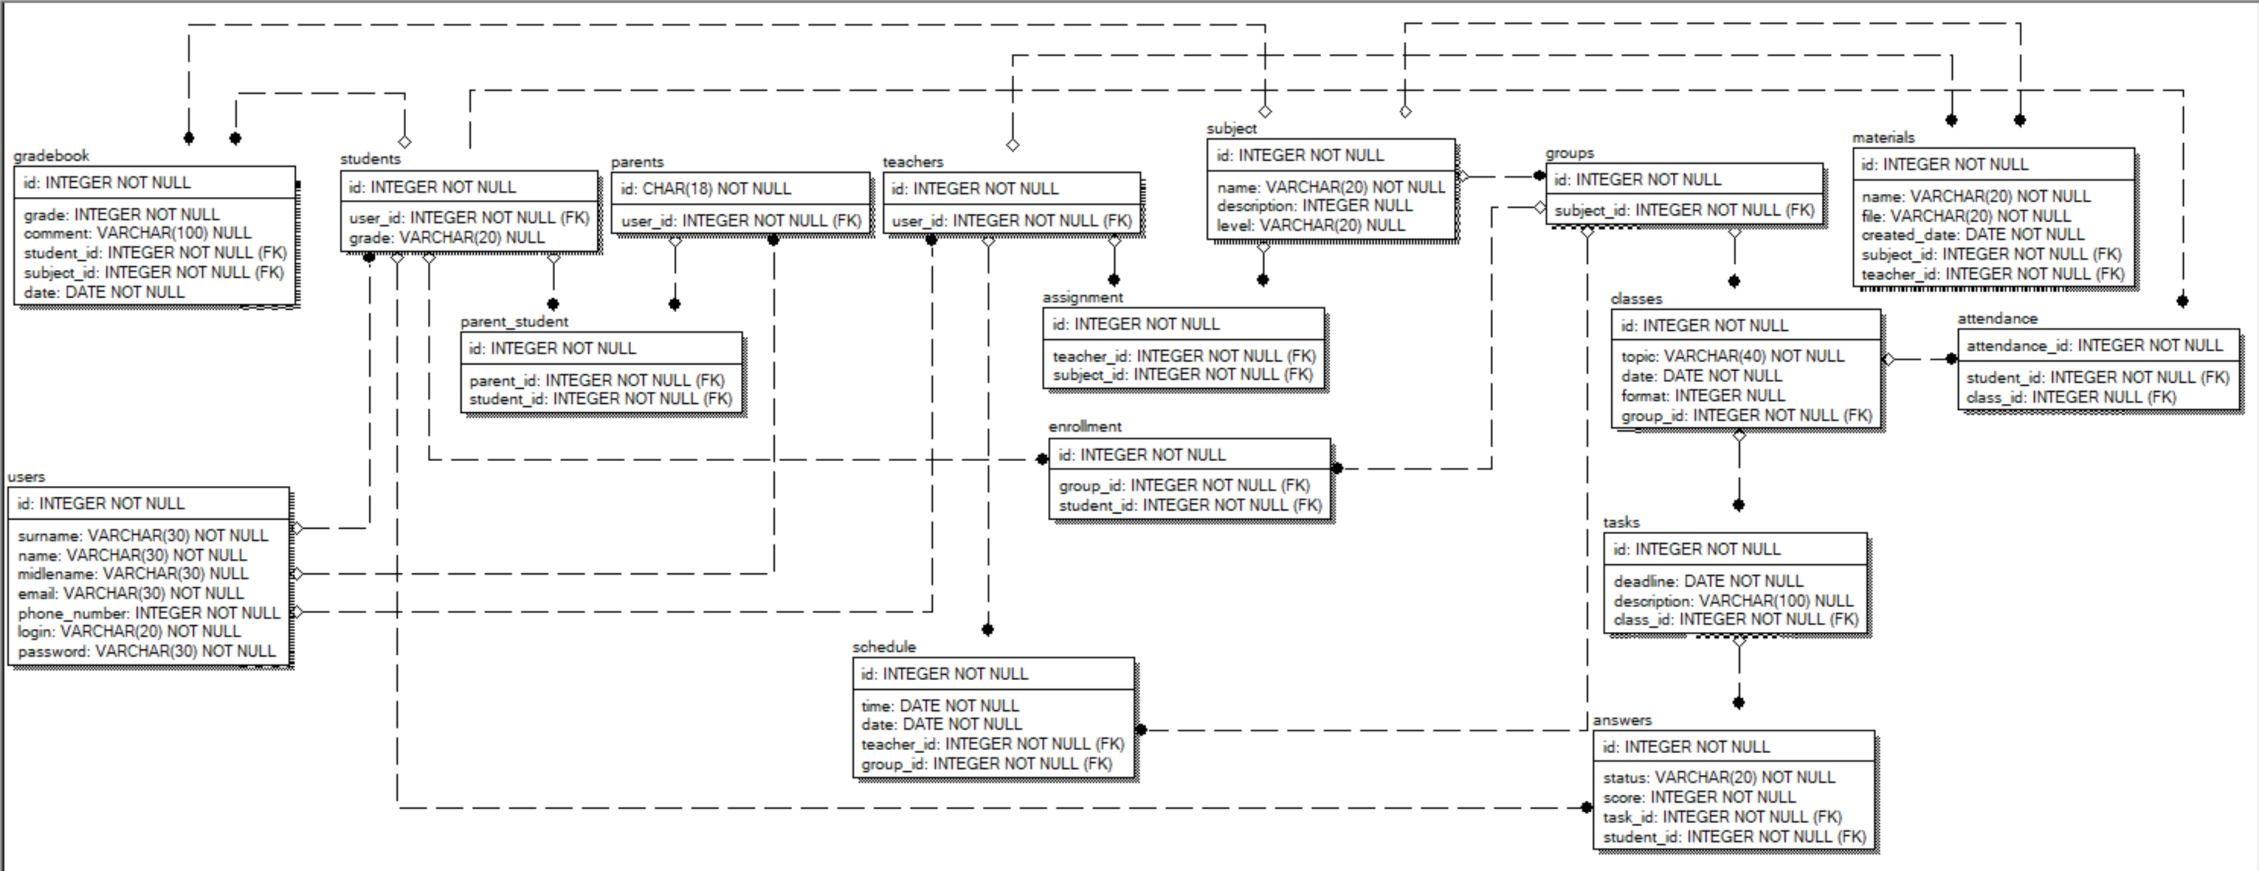 gradebook
id: INTEGER NOT NULL
grade: INTEGER NOT NULL
comment: VARCHAR(100) NULL
student_id: INTEGER NOT NULL (FK)
subject_id: INTEGER NOT NULL (FK)
date: DATE NOT NULL
students
id: INTEGER NOT NULL
user_id: INTEGER NOT NULL (FK)
grade: VARCHAR(20) NULL
parents
id: CHAR(18) NOT NULL
user_id: INTEGER NOT NULL (FK)
teachers
id: INTEGER NOT NULL
user_id: INTEGER NOT NULL (FK)
subject
id: INTEGER NOT NULL
name: VARCHAR(20) NOT NULL
description: INTEGER NULL
level: VARCHAR(20) NULL
groups
id: INTEGER NOT NULL
subject_id: INTEGER NOT NULL (FK)
materials
id: INTEGER NOT NULL
name: VARCHAR(20) NOT NULL
file: VARCHAR(20) NOT NULL
created_date: DATE NOT NULL
subject_id: INTEGER NOT NULL (FK)
teacher_id: INTEGER NOT NULL (FK)
parent_student
id: INTEGER NOT NULL
parent_id: INTEGER NOT NULL (FK)
student_id: INTEGER NOT NULL (FK)
assignment
id: INTEGER NOT NULL
teacher_id: INTEGER NOT NULL (FK)
subject_id: INTEGER NOT NULL (FK)
classes
id: INTEGER NOT NULL
topic: VARCHAR(40) NOT NULL
date: DATE NOT NULL
format: INTEGER NULL
group_id: INTEGER NOT NULL (FK)
attendance
attendance_id: INTEGER NOT NULL
student_id: INTEGER NOT NULL (FK)
class_id: INTEGER NULL (FK)
enrollment
id: INTEGER NOT NULL
group_id: INTEGER NOT NULL (FK)
student_id: INTEGER NOT NULL (FK)
users
id: INTEGER NOT NULL
surname: VARCHAR(30) NOT NULL
name: VARCHAR(30) NOT NULL
midlename: VARCHAR(30) NULL
email: VARCHAR(30) NOT NULL
phone_number: INTEGER NOT NULL
login: VARCHAR(20) NOT NULL
password: VARCHAR(30) NOT NULL
tasks
id: INTEGER NOT NULL
deadline: DATE NOT NULL
description: VARCHAR(100) NULL
class_id: INTEGER NOT NULL (FK)
schedule
id: INTEGER NOT NULL
time: DATE NOT NULL
date: DATE NOT NULL
teacher_id: INTEGER NOT NULL (FK)
group_id: INTEGER NOT NULL (FK)
answers
id: INTEGER NOT NULL
status: VARCHAR(20) NOT NULL
score: INTEGER NOT NULL
task_id: INTEGER NOT NULL (FK)
student_id: INTEGER NOT NULL (FK)